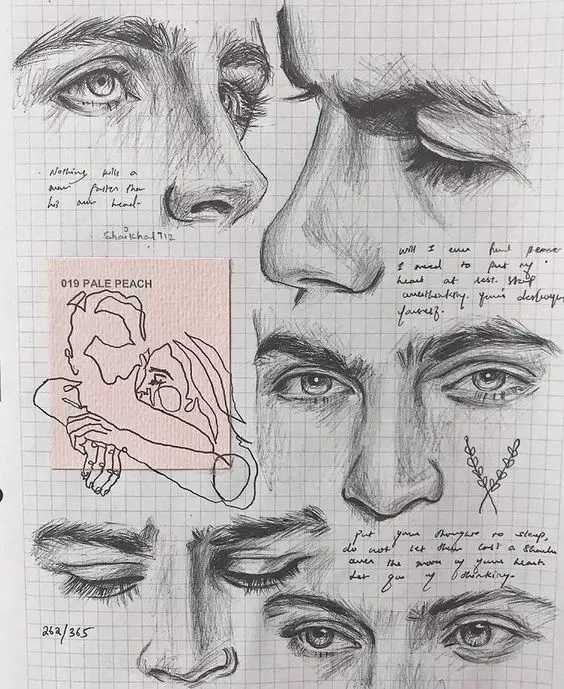 Nothing kills a
man faster than
his own head.
Shaikhah712
019 PALE PEACH
Will I ever find peace
I need to put my
heart at rest. Stop
overthinking. You're destroying
yourself.
put your thoughts to sleep,
do not let them cast a shadow
over the moon of your heart.
Let go of thinking.
262/365